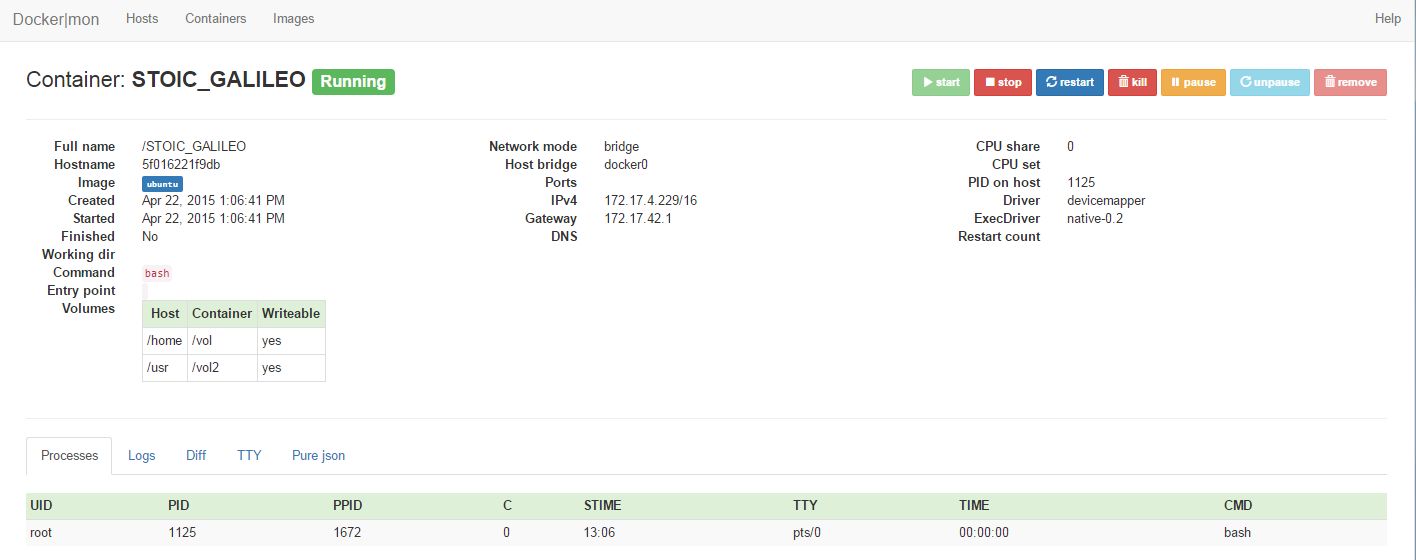 Docker|mon Hosts Containers Images Help
Container: STOIC_GALILEO Running start stop restart kill pause unpause remove
Full name /STOIC_GALILEO Network mode bridge CPU share 0
Hostname 5f016221f9db Host bridge docker0 CPU set
Image ubuntu Ports PID on host 1125
Created Apr 22, 2015 1:06:41 PM IPv4 172.17.4.229/16 Driver devicemapper
Started Apr 22, 2015 1:06:41 PM Gateway 172.17.42.1 ExecDriver native-0.2
Finished No DNS Restart count
Working dir
Command bash
Entry point
Volumes
Host Container Writeable
/home /vol yes
/usr /vol2 yes
Processes Logs Diff TTY Pure json
UID PID PPID C STIME TTY TIME CMD
root 1125 1672 0 13:06 pts/0 00:00:00 bash